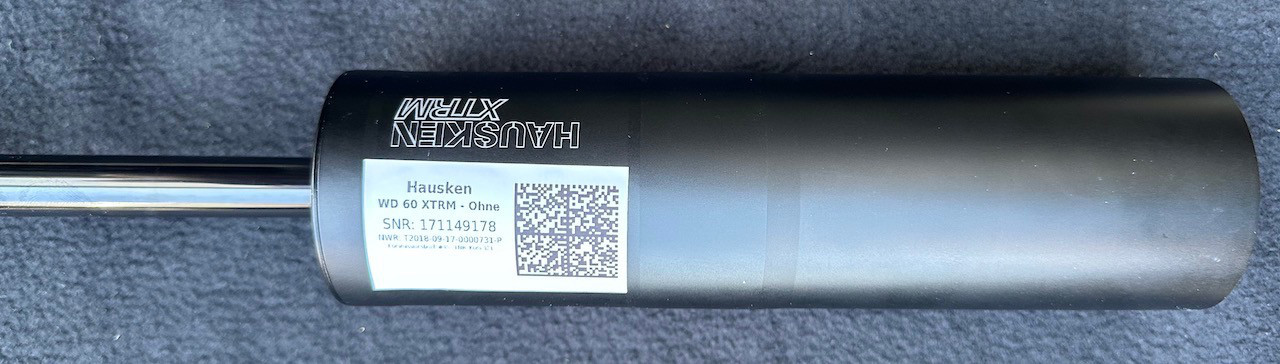 HAUSKEN
XTRM
Hausken
WD 60 XTRM - Ohne
SNR: 171149178
NWR: T2018-09-17-0000731-P